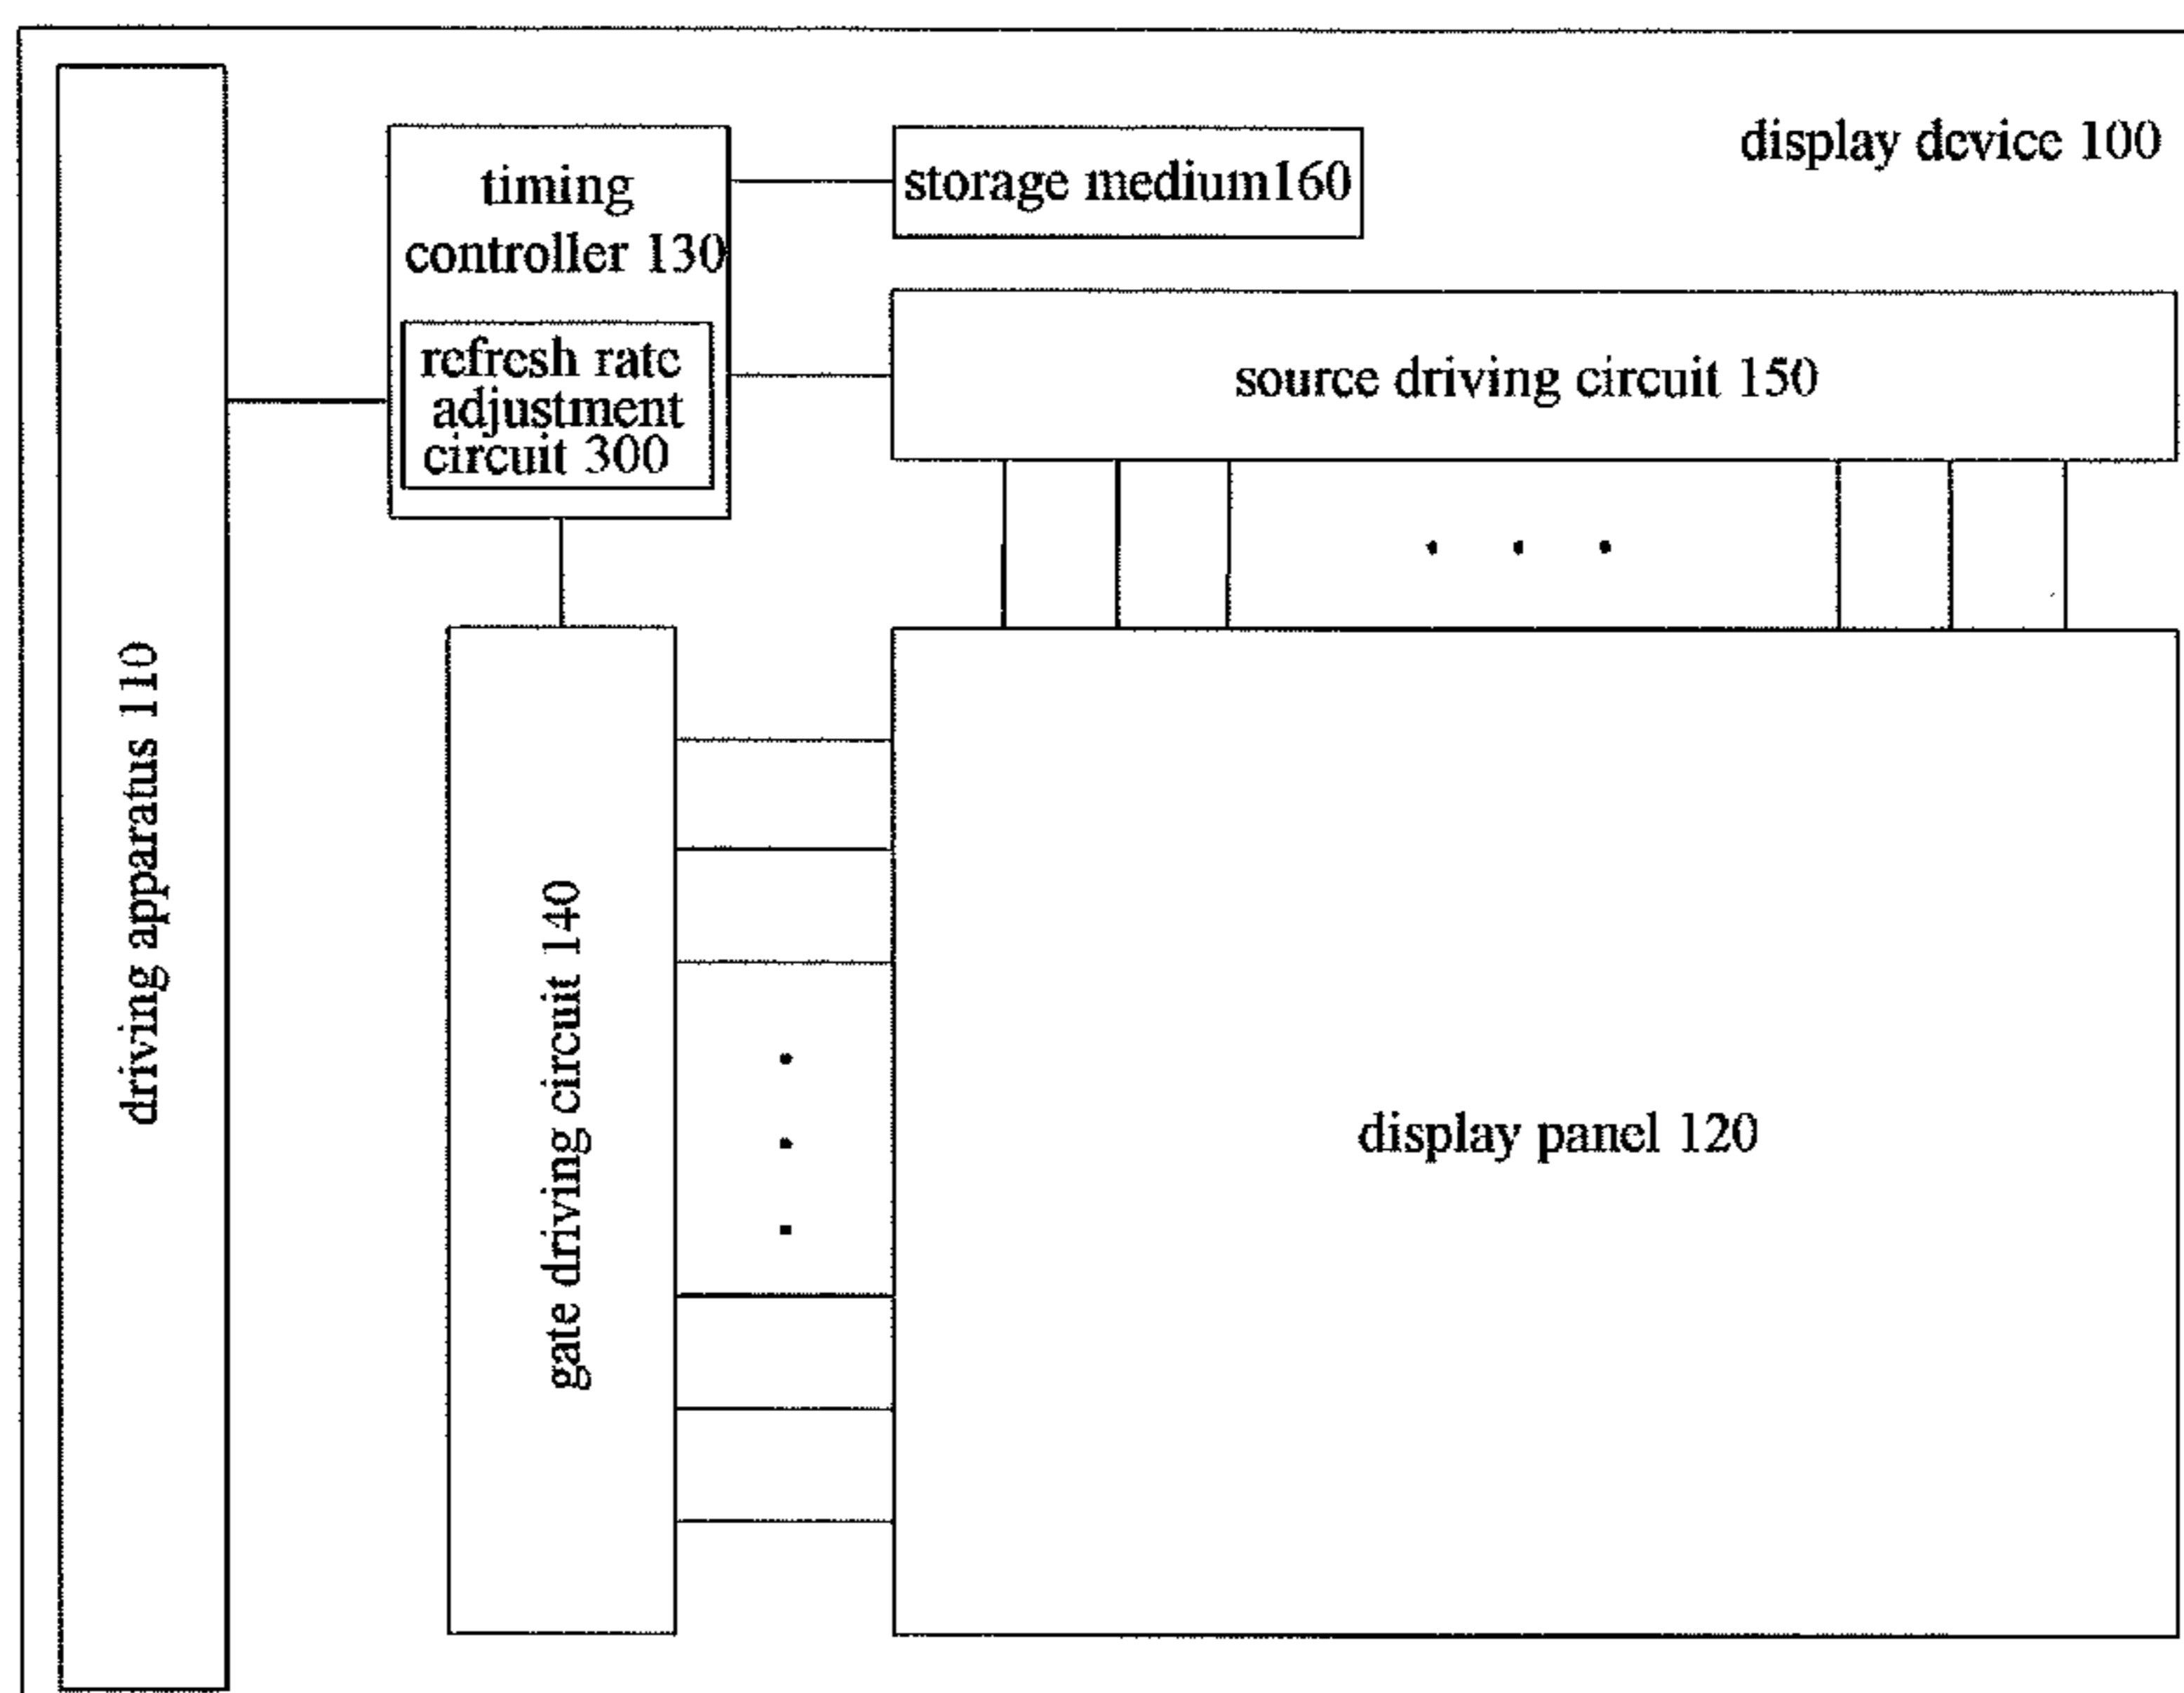 display device 100
timing
controller 130
storage medium160
refresh rate
adjustment
circuit 300
source driving circuit 150
driving apparatus 110
gate driving circuit 140
display panel 120